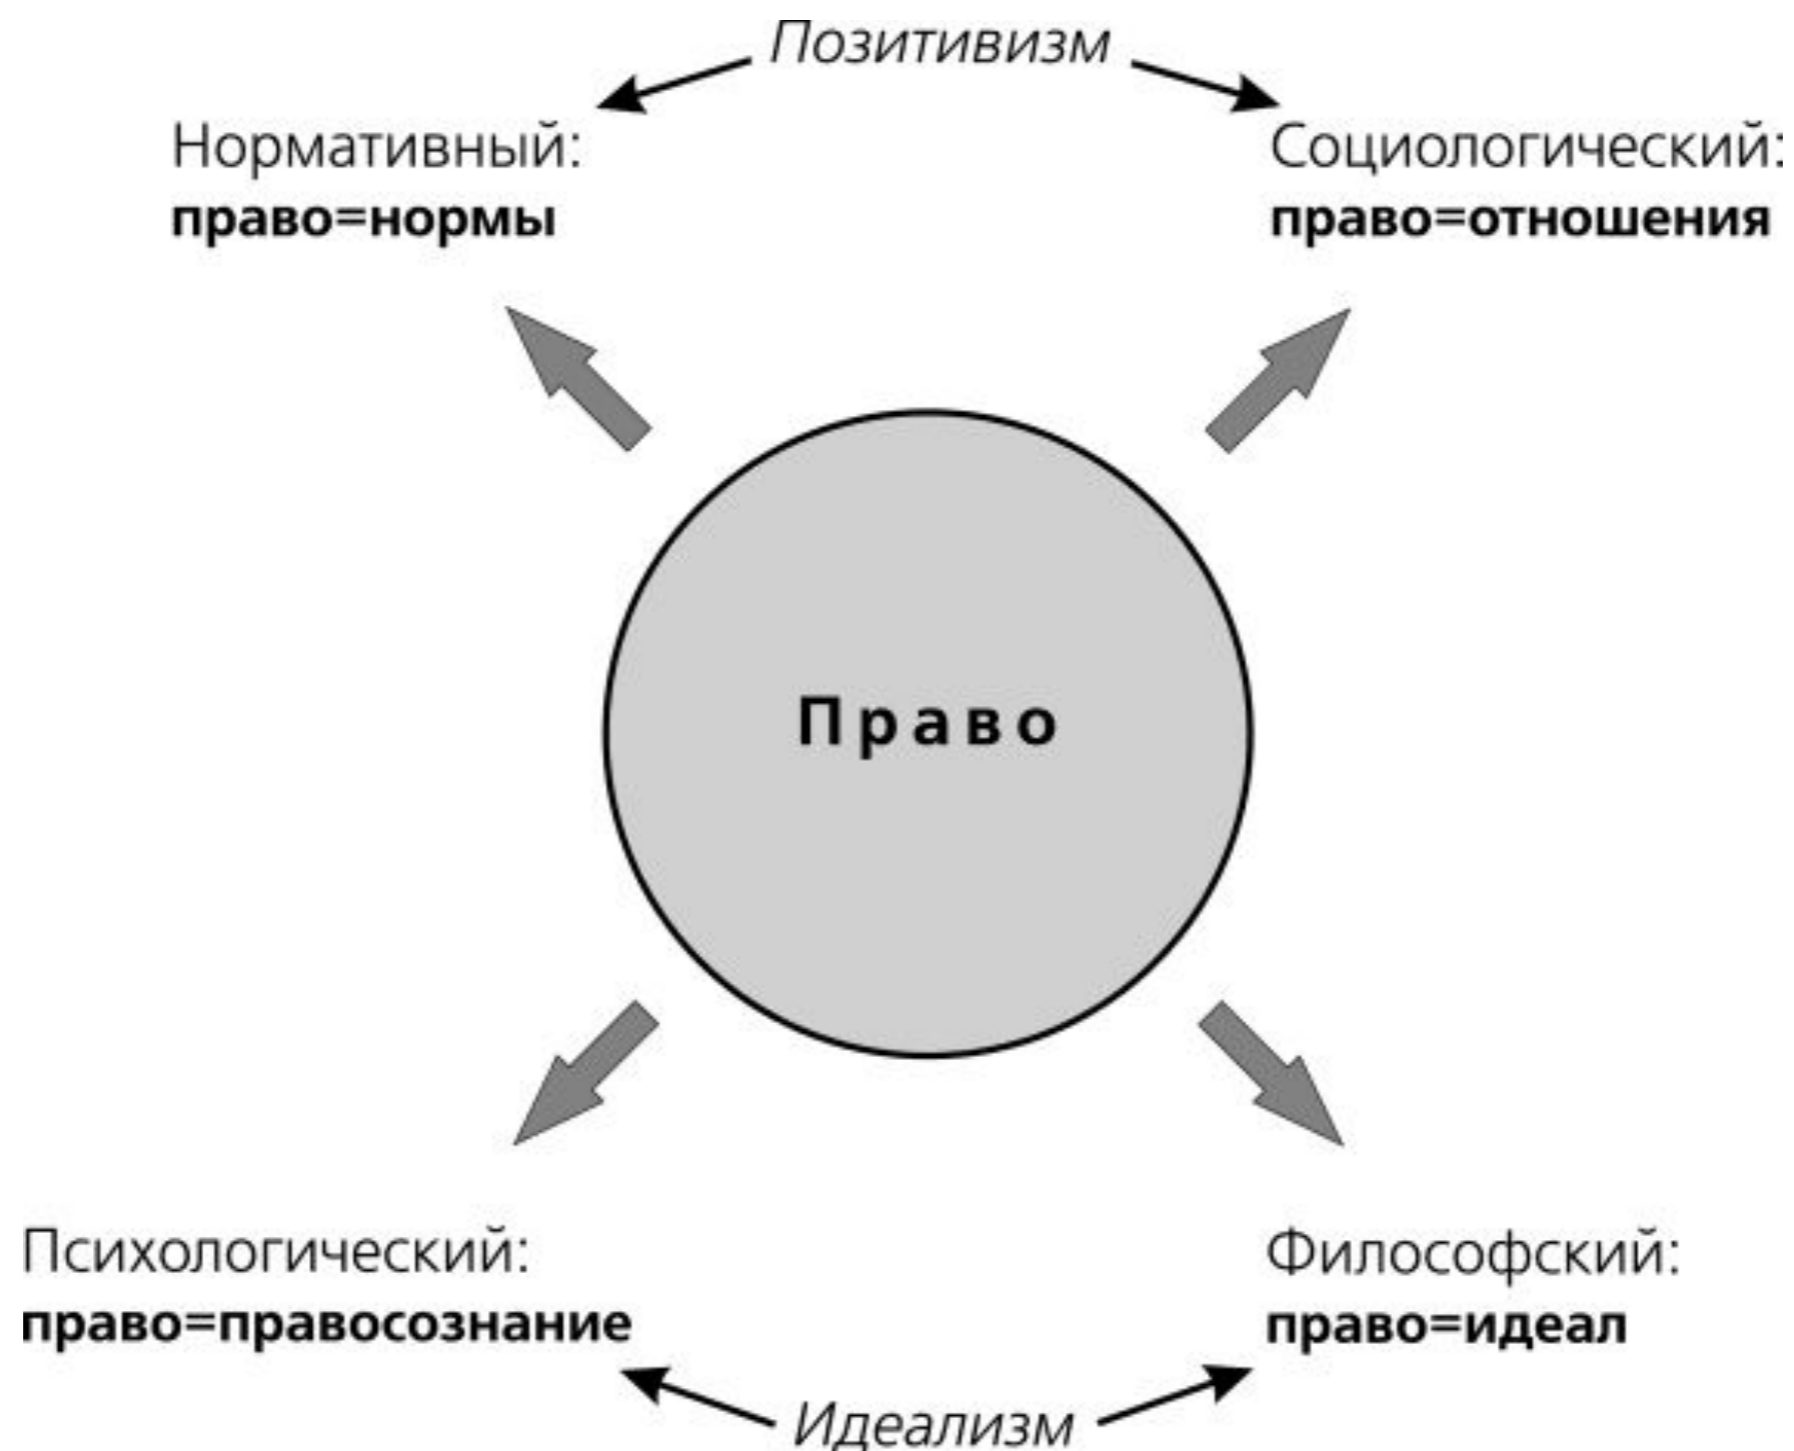 Позитивизм
Нормативный:
право=нормы
Социологический:
право=отношения
Право
Психологический:
право=правосознание
Философский:
право=идеал
Идеализм